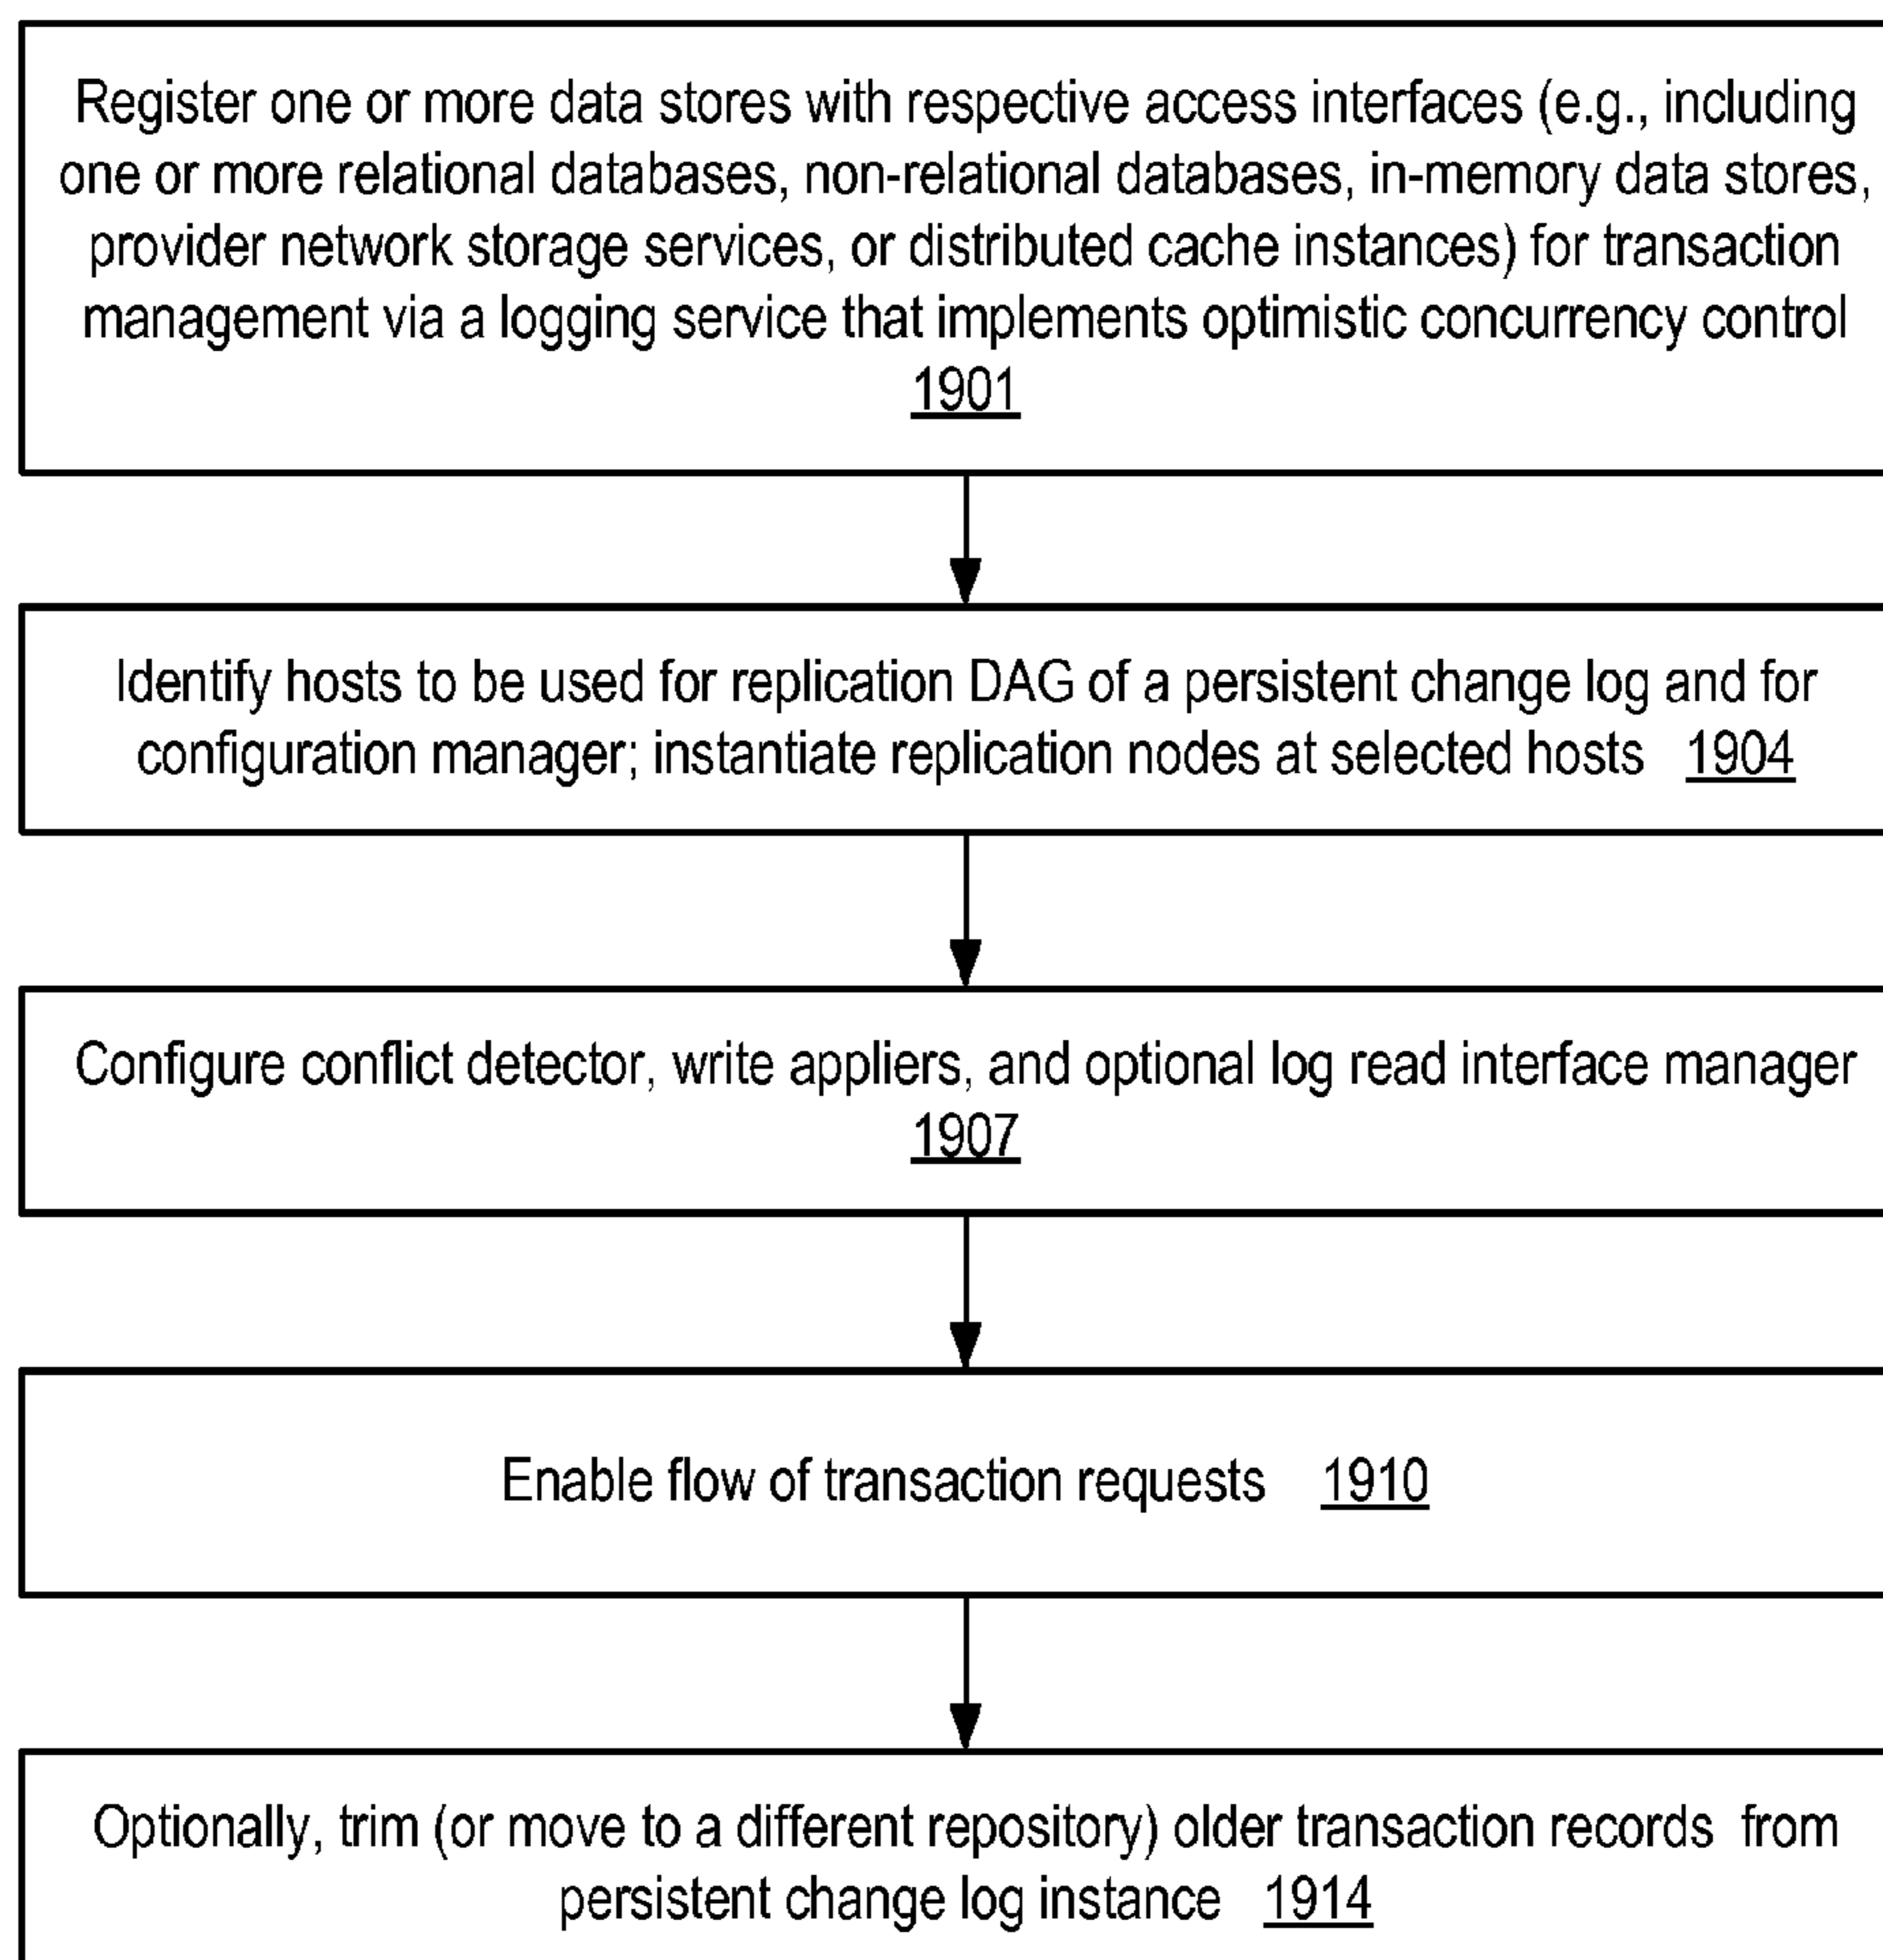 Register one or more data stores with respective access interfaces (e.g., including
one or more relational databases, non-relational databases, in-memory data stores,
provider network storage services, or distributed cache instances) for transaction
management via a logging service that implements optimistic concurrency control
1901
Identify hosts to be used for replication DAG of a persistent change log and for
configuration manager; instantiate replication nodes at selected hosts 1904
Configure conflict detector, write appliers, and optional log read interface manager
1907
Enable flow of transaction requests 1910
Optionally, trim (or move to a different repository) older transaction records from
persistent change log instance 1914